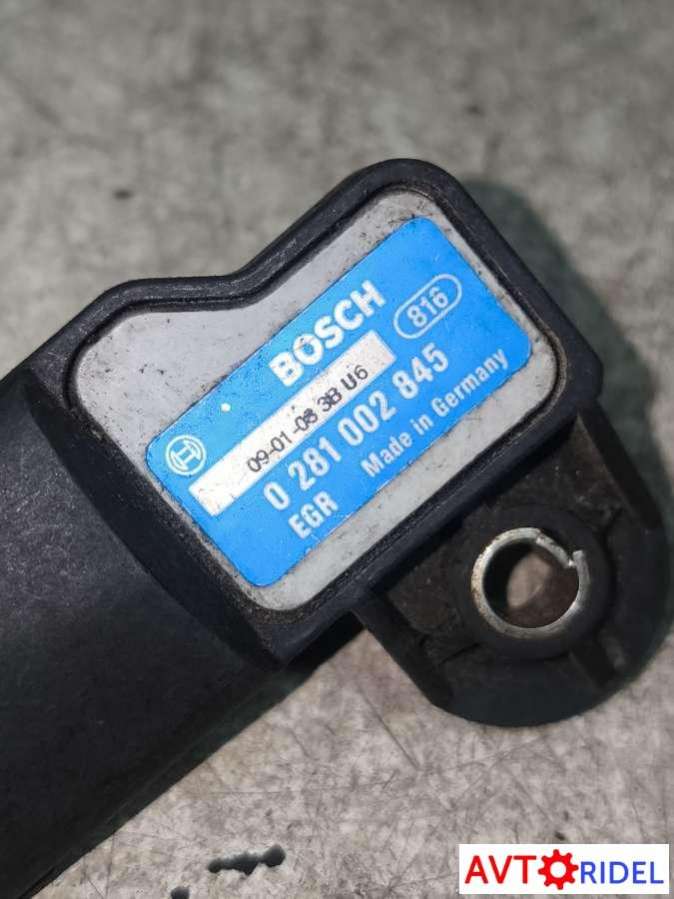 BOSCH
816
09-01-08 3B U6
0 281 002 845
EGR Made in Germany
AVTORIDEL